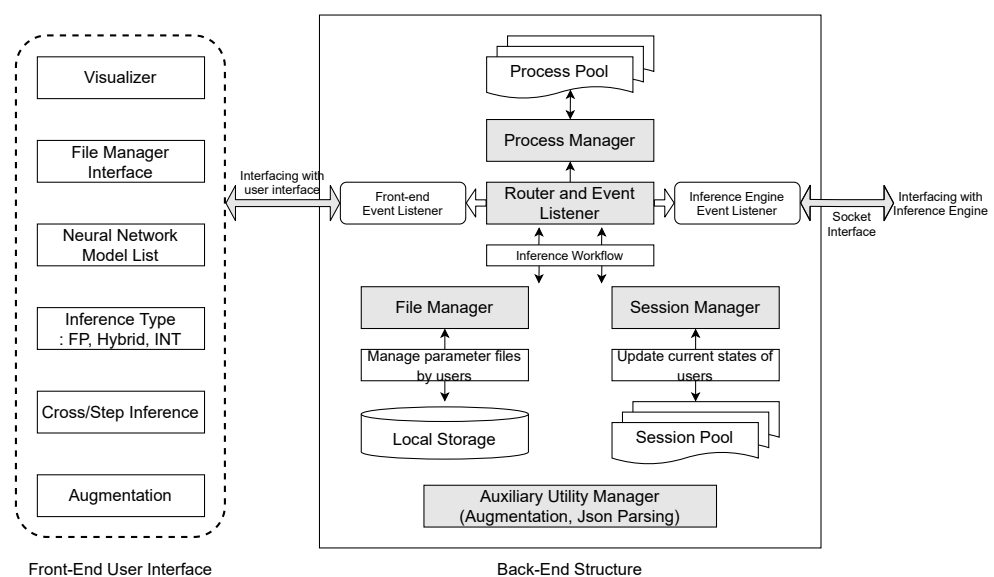 Visualizer
File Manager
Interface
Neural Network
Model List
Inference Type
: FP, Hybrid, INT
Cross/Step Inference
Augmentation
Front-End User Interface
Interfacing with
user interface
Process Pool
Process Manager
Front-end
Event Listener
Router and Event
Listener
Inference Engine
Event Listener
Socket
Interface
Interfacing with
Inference Engine
Inference Workflow
File Manager
Session Manager
Manage parameter files
by users
Update current states of
users
Local Storage
Session Pool
Auxiliary Utility Manager
(Augmentation, Json Parsing)
Back-End Structure